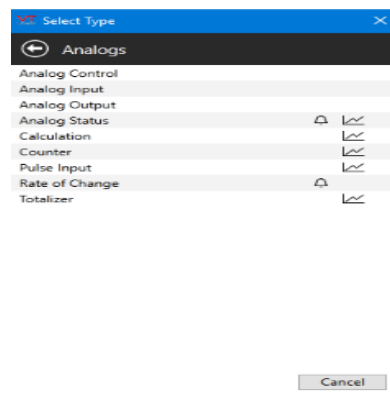 VT Select Type
Analogs
Analog Control
Analog Input
Analog Output
Analog Status
Calculation
Counter
Pulse Input
Rate of Change
Totalizer
Cancel